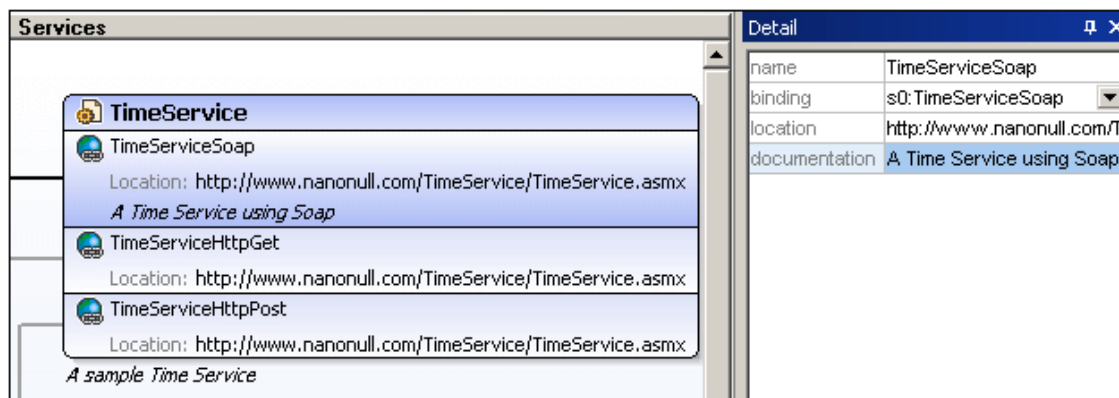 Services
TimeService
TimeServiceSoap
Location: http://www.nanonull.com/TimeService/TimeService.asmx
A Time Service using Soap
TimeServiceHttpGet
Location: http://www.nanonull.com/TimeService/TimeService.asmx
TimeServiceHttpPost
Location: http://www.nanonull.com/TimeService/TimeService.asmx
A sample Time Service
Detail
name TimeServiceSoap
binding s0:TimeServiceSoap
location http://www.nanonull.com/T
documentation A Time Service using Soap